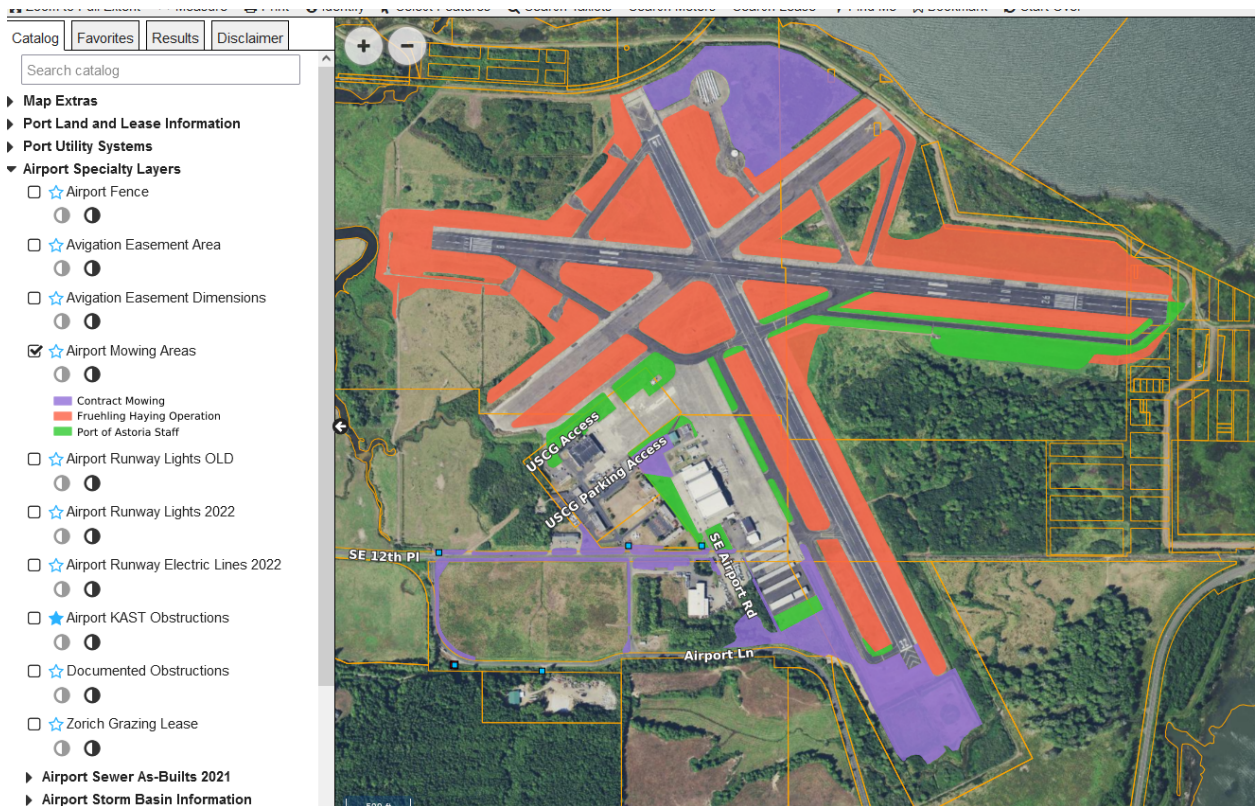 Catalog
Favorites
Results
Disclaimer
Search catalog
Map Extras
Port Land and Lease Information
Port Utility Systems
Airport Specialty Layers
Airport Fence
Avigation Easement Area
Avigation Easement Dimensions
Airport Mowing Areas
Contract Mowing
Fruehling Haying Operation
Port of Astoria Staff
Airport Runway Lights OLD
Airport Runway Lights 2022
Airport Runway Electric Lines 2022
Airport KAST Obstructions
Documented Obstructions
Zorich Grazing Lease
Airport Sewer As-Builts 2021
Airport Storm Basin Information
USCG Access
USCG Parking Access
SE 12th Pl
SE Airport Rd
Airport Ln
26